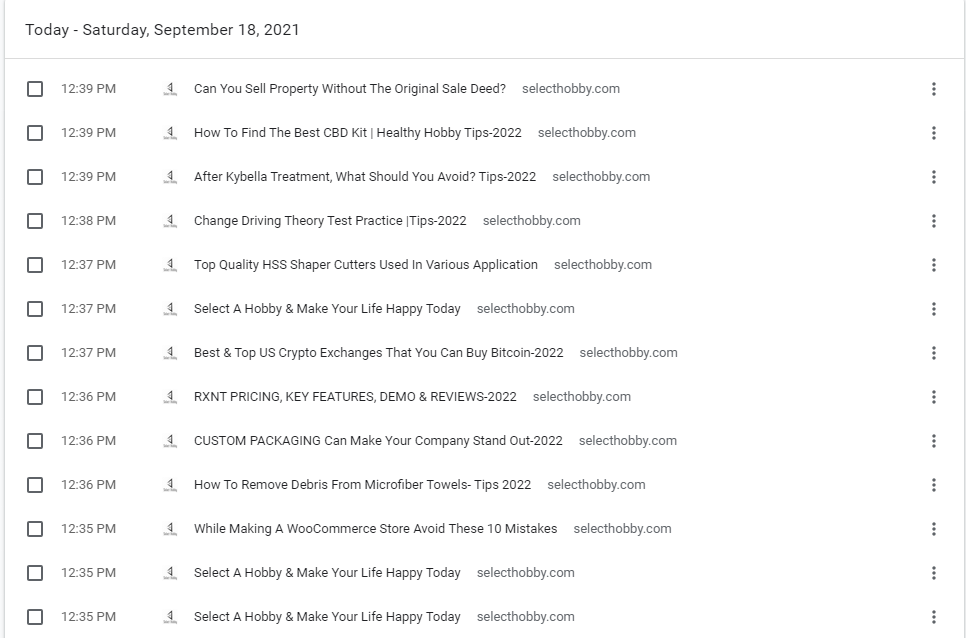 Today - Saturday, September 18, 2021
12:39 PM Can You Sell Property Without The Original Sale Deed? selecthobby.com
12:39 PM How To Find The Best CBD Kit | Healthy Hobby Tips-2022 selecthobby.com
12:39 PM After Kybella Treatment, What Should You Avoid? Tips-2022 selecthobby.com
12:38 PM Change Driving Theory Test Practice |Tips-2022 selecthobby.com
12:37 PM Top Quality HSS Shaper Cutters Used In Various Application selecthobby.com
12:37 PM Select A Hobby & Make Your Life Happy Today selecthobby.com
12:37 PM Best & Top US Crypto Exchanges That You Can Buy Bitcoin-2022 selecthobby.com
12:36 PM RXNT PRICING, KEY FEATURES, DEMO & REVIEWS-2022 selecthobby.com
12:36 PM CUSTOM PACKAGING Can Make Your Company Stand Out-2022 selecthobby.com
12:36 PM How To Remove Debris From Microfiber Towels- Tips 2022 selecthobby.com
12:35 PM While Making A WooCommerce Store Avoid These 10 Mistakes selecthobby.com
12:35 PM Select A Hobby & Make Your Life Happy Today selecthobby.com
12:35 PM Select A Hobby & Make Your Life Happy Today selecthobby.com